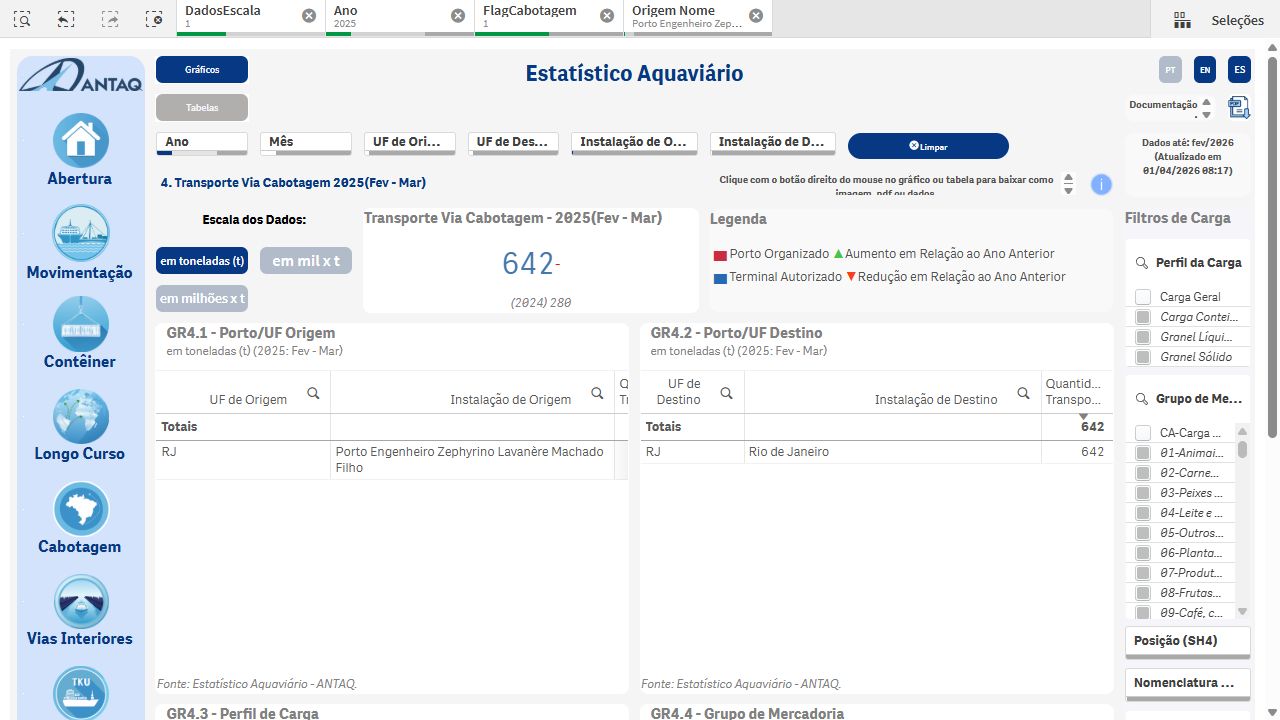 DadosEscala
1
Ano
2025
FlagCabotagem
1
Origem Nome
Porto Engenheiro Zep...
Seleções
ANTAQ
Abertura
Movimentação
Contêiner
Longo Curso
Cabotagem
Vias Interiores
TKU
Gráficos
Tabelas
Estatístico Aquaviário
PT
EN
ES
Documentação
Ano
Mês
UF de Ori...
UF de Des...
Instalação de O...
Instalação de D...
Limpar
Dados até: fev/2026
(Atualizado em
01/04/2026 08:17)
4. Transporte Via Cabotagem 2025(Fev - Mar)
Clique com o botão direito do mouse no gráfico ou tabela para baixar como
imagem, pdf ou dados
i
Escala dos Dados:
em toneladas (t)
em mil x t
em milhões x t
Transporte Via Cabotagem - 2025(Fev - Mar)
642-
(2024) 280
Legenda
Porto Organizado ▲Aumento em Relação ao Ano Anterior
Terminal Autorizado ▼Redução em Relação ao Ano Anterior
Filtros de Carga
Perfil da Carga
Carga Geral
Carga Contei...
Granel Líqui...
Granel Sólido
Grupo de Me...
CA-Carga ...
01-Animai...
02-Carne...
03-Peixes ...
04-Leite e ...
05-Outros...
06-Planta...
07-Produt...
08-Frutas...
09-Café, c...
Posição (SH4)
Nomenclatura ...
GR4.1 - Porto/UF Origem
em toneladas (t) (2025: Fev - Mar)
UF de Origem
Instalação de Origem
Totais
RJ
Porto Engenheiro Zephyrino Lavanère Machado
Filho
Fonte: Estatístico Aquaviário - ANTAQ.
GR4.2 - Porto/UF Destino
em toneladas (t) (2025: Fev - Mar)
UF de
Destino
Instalação de Destino
Quantid...
Transpo...
Totais
642
RJ
Rio de Janeiro
642
Fonte: Estatístico Aquaviário - ANTAQ.
GR4.3 - Perfil de Carga
GR4.4 - Grupo de Mercadoria